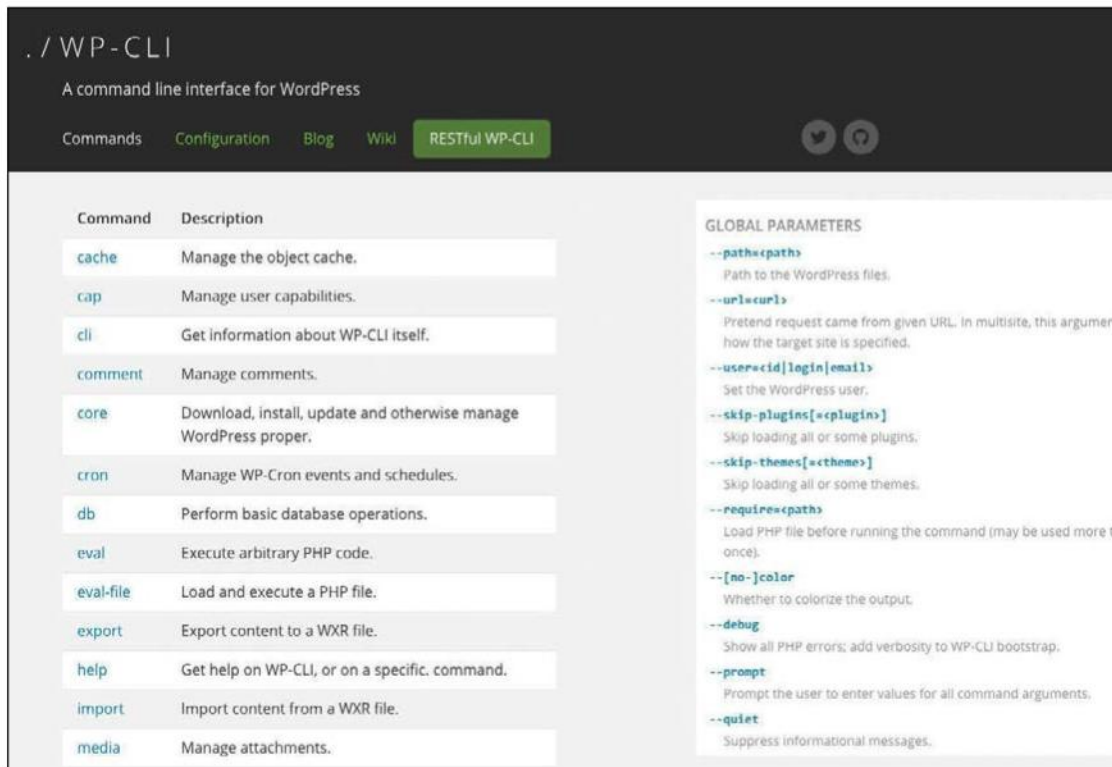 ./WP-CLI
A command line interface for WordPress
Commands Configuration Blog Wiki RESTful WP-CLI
Command Description
cache Manage the object cache.
cap Manage user capabilities.
cli Get information about WP-CLI itself.
comment Manage comments.
core Download, install, update and otherwise manage
WordPress proper.
cron Manage WP-Cron events and schedules.
db Perform basic database operations.
eval Execute arbitrary PHP code.
eval-file Load and execute a PHP file.
export Export content to a WXR file.
help Get help on WP-CLI, or on a specific. command.
import Import content from a WXR file.
media Manage attachments.
GLOBAL PARAMETERS
--path=<path>
Path to the WordPress files.
--url=<url>
Pretend request came from given URL. In multisite, this argumen
how the target site is specified.
--user=<id|login|email>
Set the WordPress user.
--skip-plugins[=<plugin>]
Skip loading all or some plugins.
--skip-themes[=<theme>]
Skip loading all or some themes.
--require=<path>
Load PHP file before running the command (may be used more t
once).
--[no-]color
Whether to colorize the output.
--debug
Show all PHP errors; add verbosity to WP-CLI bootstrap.
--prompt
Prompt the user to enter values for all command arguments.
--quiet
Suppress informational messages.